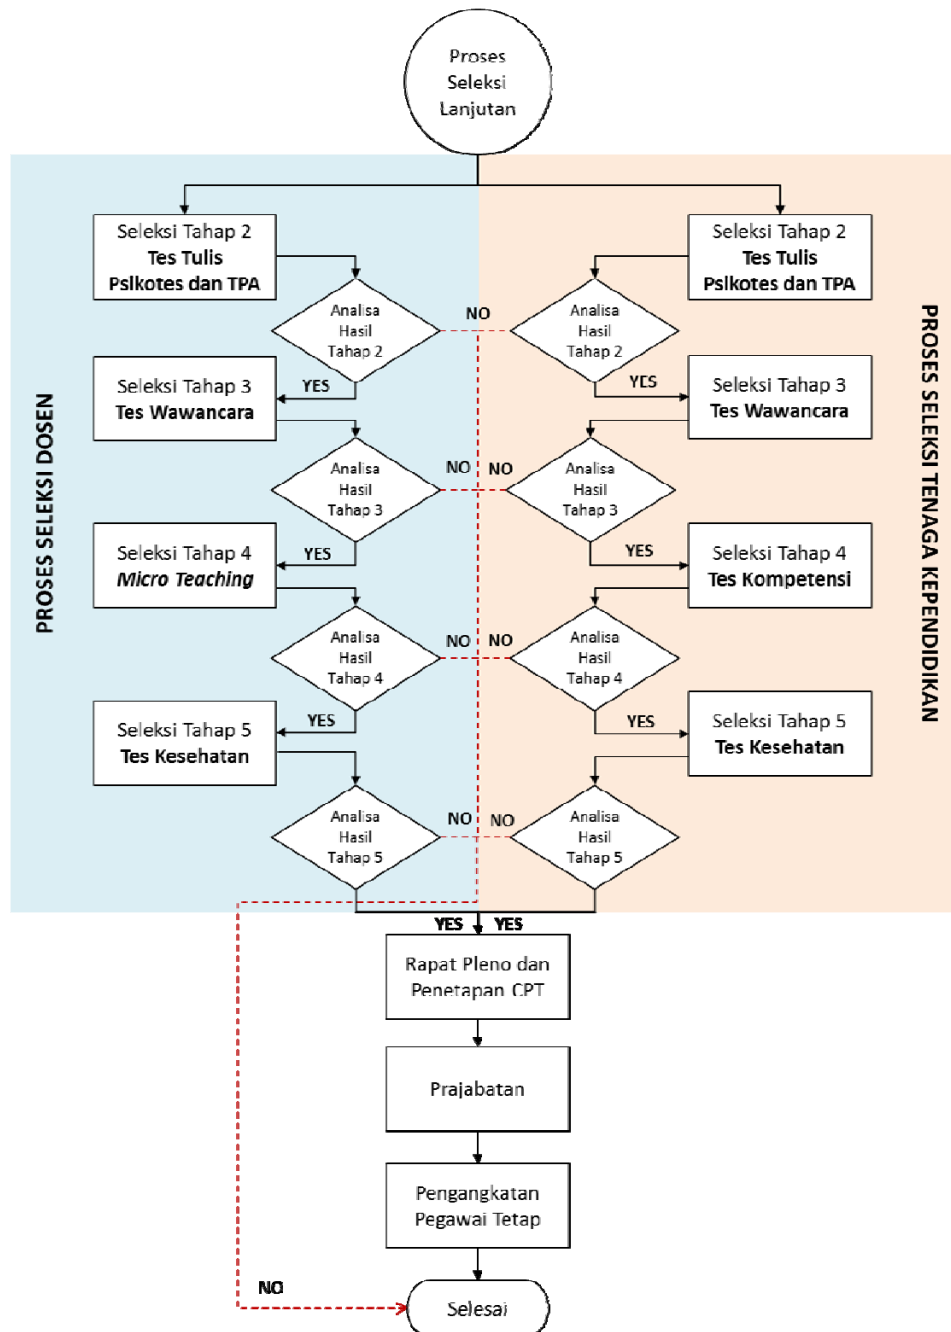 Proses
Seleksi
Lanjutan
PROSES SELEKSI DOSEN
PROSES SELEKSI TENAGA KEPENDIDIKAN
Seleksi Tahap 2
Tes Tulis
Psikotes dan TPA
Seleksi Tahap 2
Tes Tulis
Psikotes dan TPA
Analisa
Hasil
Tahap 2
NO
Analisa
Hasil
Tahap 2
YES
YES
Seleksi Tahap 3
Tes Wawancara
Seleksi Tahap 3
Tes Wawancara
Analisa
Hasil
Tahap 3
NO
NO
Analisa
Hasil
Tahap 3
YES
YES
Seleksi Tahap 4
Micro Teaching
Seleksi Tahap 4
Tes Kompetensi
Analisa
Hasil
Tahap 4
NO
NO
Analisa
Hasil
Tahap 4
YES
YES
Seleksi Tahap 5
Tes Kesehatan
Seleksi Tahap 5
Tes Kesehatan
Analisa
Hasil
Tahap 5
NO
NO
Analisa
Hasil
Tahap 5
YES
YES
Rapat Pleno dan
Penetapan CPT
Prajabatan
Pengangkatan
Pegawai Tetap
NO
Selesai